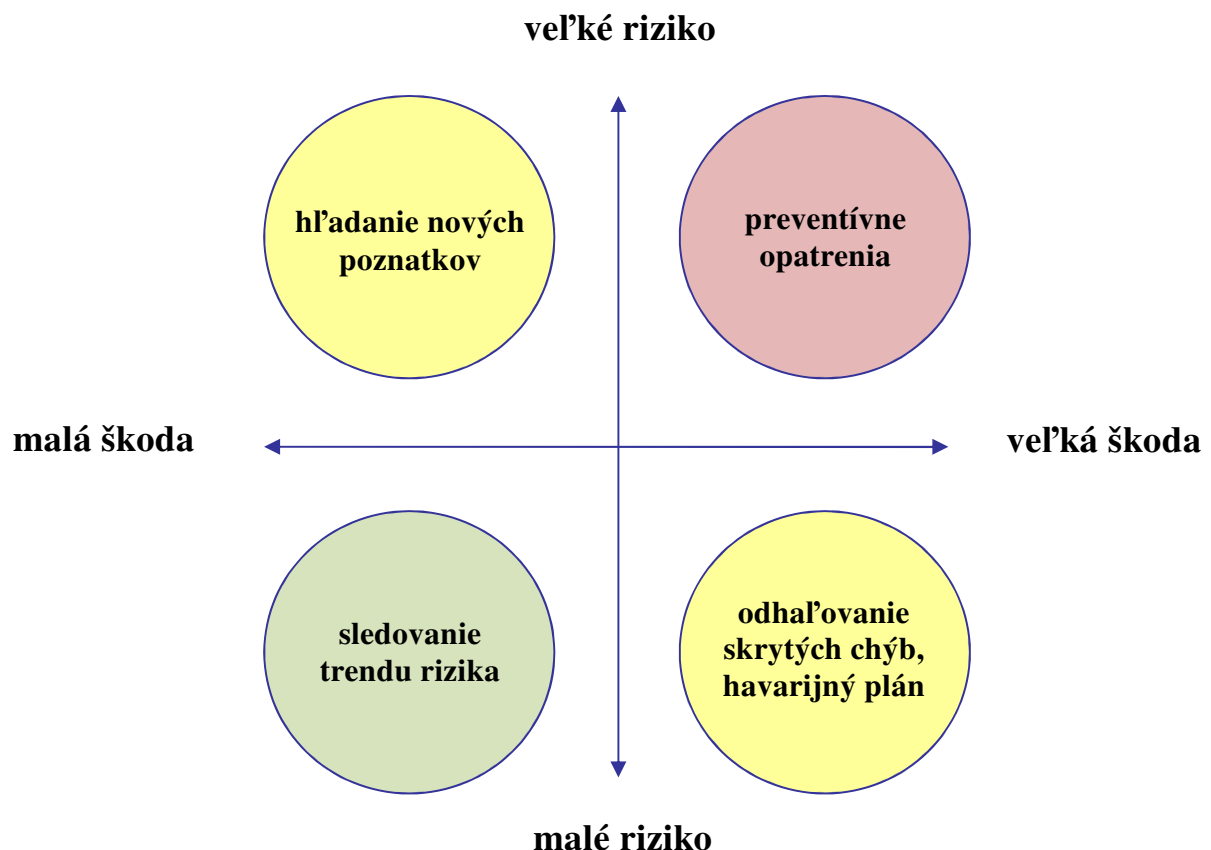 veľké riziko
hľadanie nových
poznatkov
preventívne
opatrenia
malá škoda
veľká škoda
sledovanie
trendu rizika
odhaľovanie
skrytých chýb,
havarijný plán
malé riziko